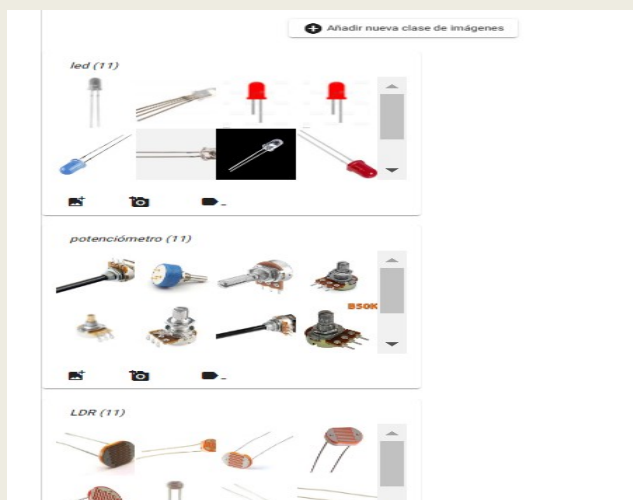 Añadir nueva clase de imágenes
led (11)
potenciómetro (11)
B50K
LDR (11)